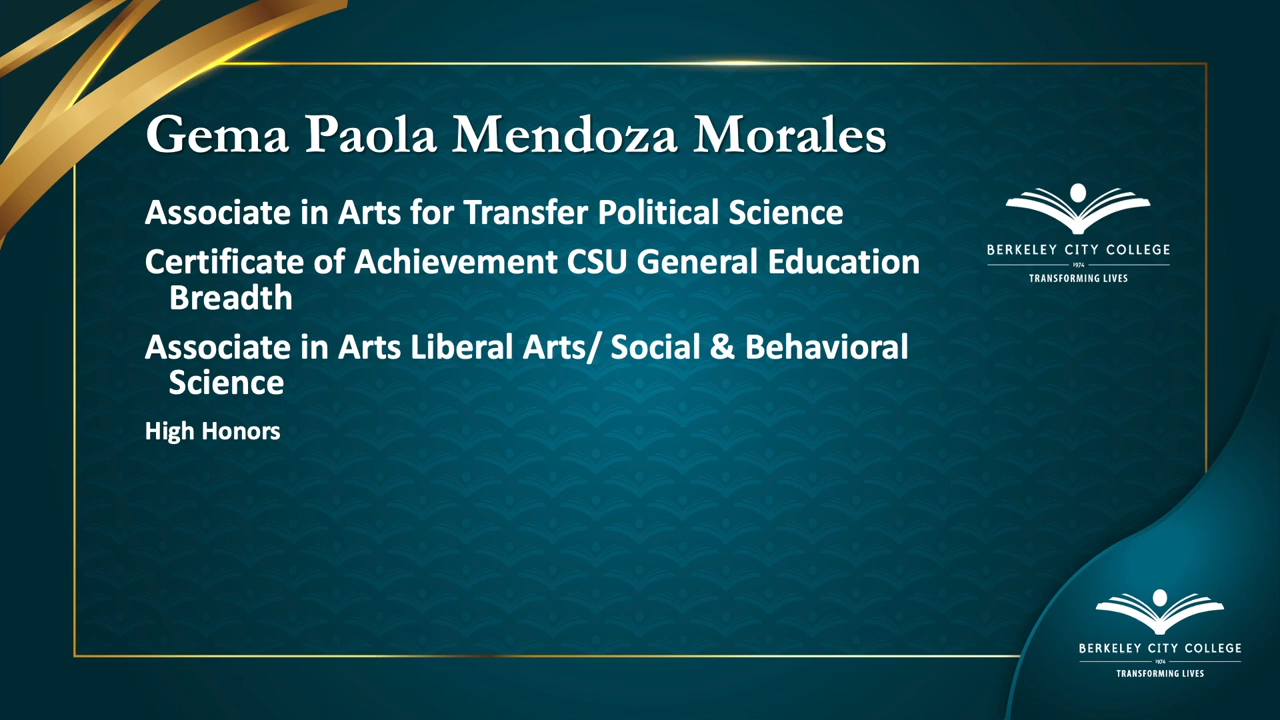 Gema Paola Mendoza Morales
Associate in Arts for Transfer Political Science
Certificate of Achievement CSU General Education
Breadth
Associate in Arts Liberal Arts/ Social & Behavioral
Science
High Honors
BERKELEY CITY COLLEGE
1974
TRANSFORMING LIVES
BERKELEY CITY COLLEGE
1974
TRANSFORMING LIVES